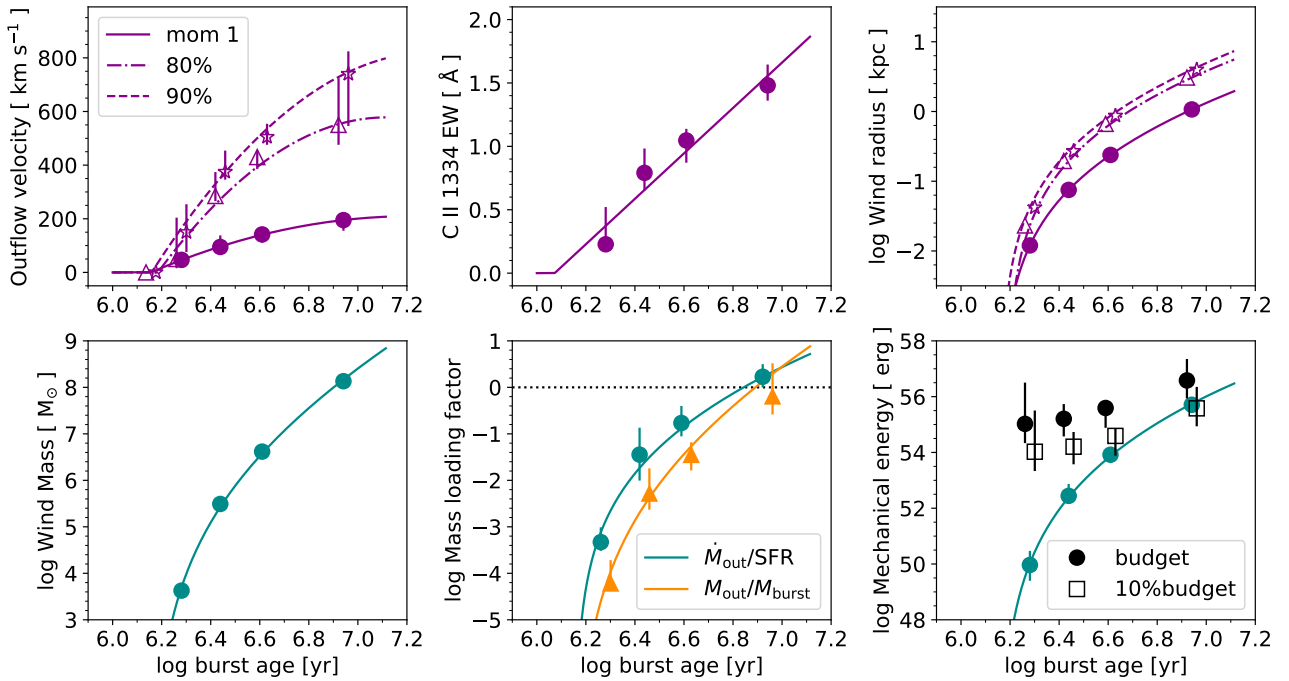 Outflow velocity [ km s⁻¹ ]
800
600
400
200
0
mom 1
80%
90%
6.0 6.2 6.4 6.6 6.8 7.0 7.2
C II 1334 EW [ Å ]
2.0
1.5
1.0
0.5
0.0
6.0 6.2 6.4 6.6 6.8 7.0 7.2
log Wind radius [ kpc ]
1
0
−1
−2
6.0 6.2 6.4 6.6 6.8 7.0 7.2
log Wind Mass [ M⊙ ]
9
8
7
6
5
4
3
6.0 6.2 6.4 6.6 6.8 7.0 7.2
log burst age [yr]
log Mass loading factor
1
0
−1
−2
−3
−4
−5
Ṁout/SFR
Mout/Mburst
6.0 6.2 6.4 6.6 6.8 7.0 7.2
log burst age [yr]
log Mechanical energy [ erg ]
58
56
54
52
50
48
budget
10%budget
6.0 6.2 6.4 6.6 6.8 7.0 7.2
log burst age [yr]